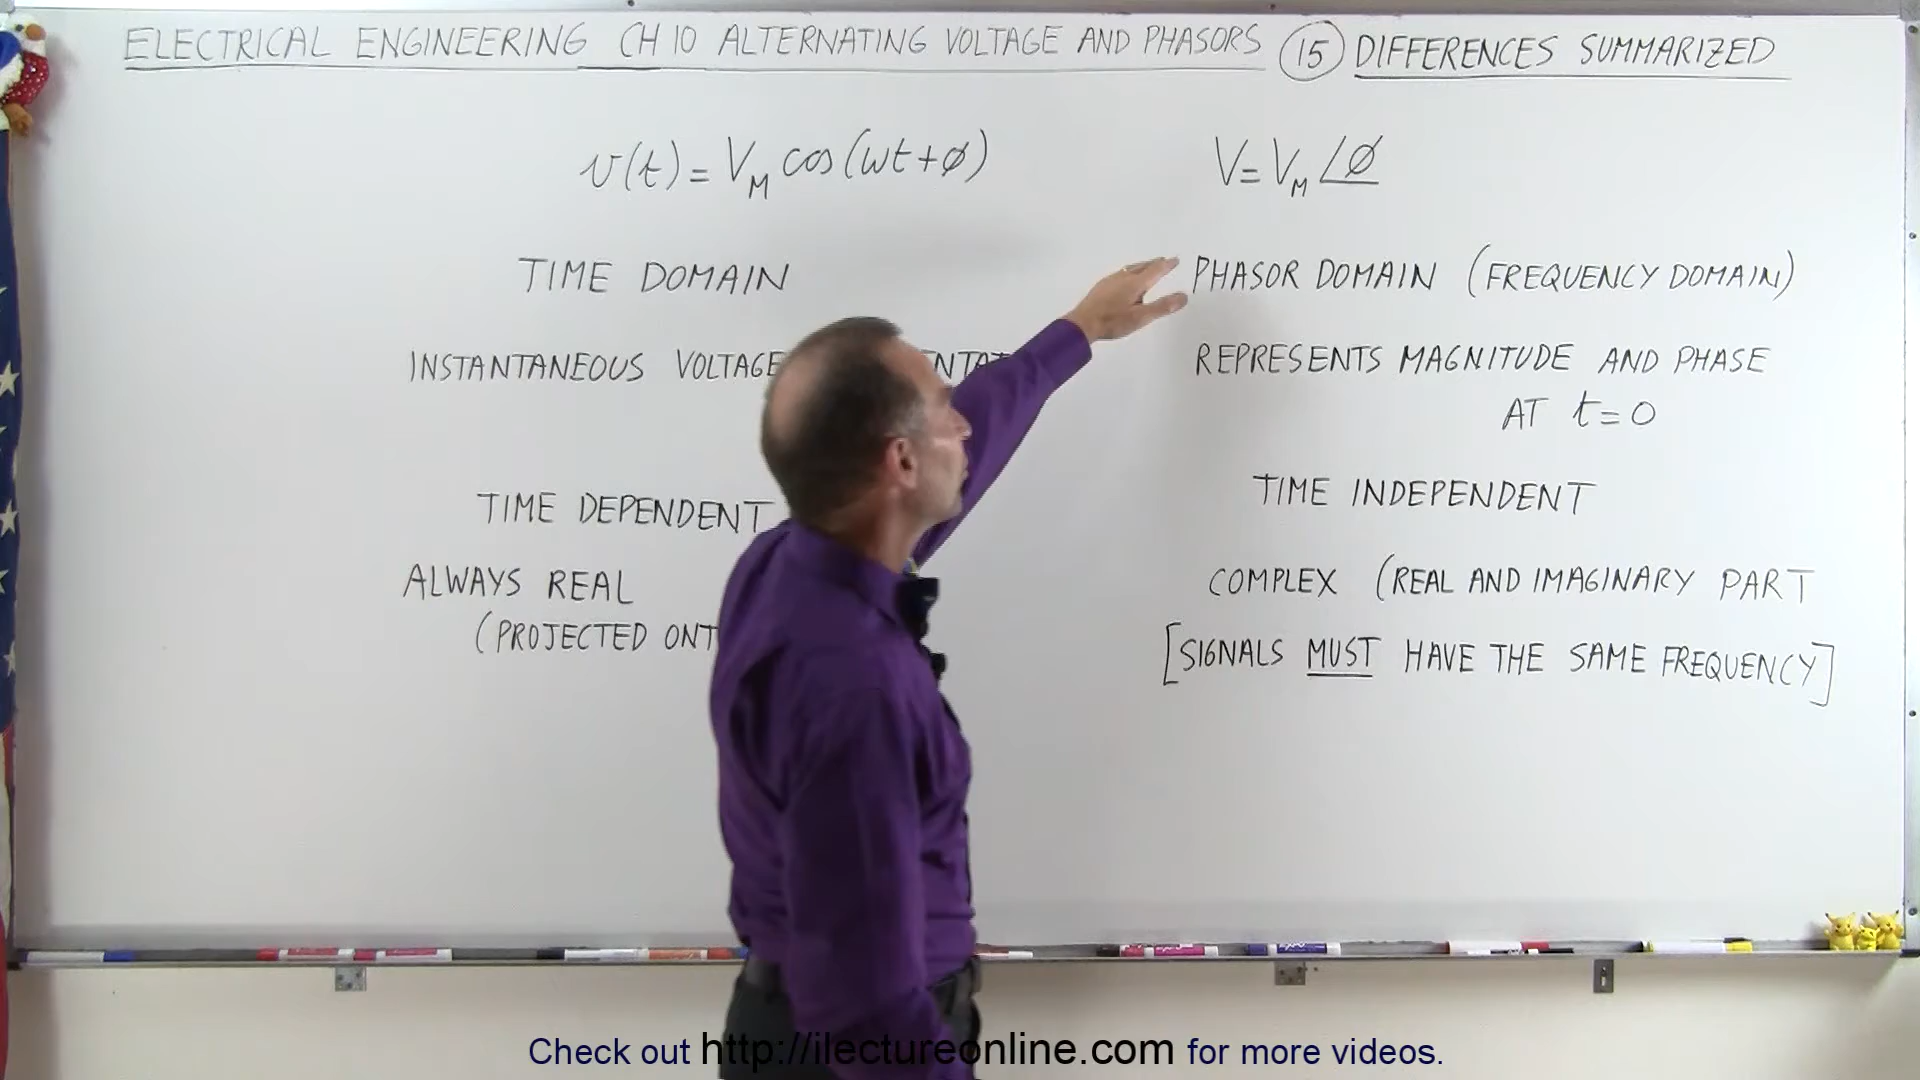 ELECTRICAL ENGINEERING CH 10 ALTERNATING VOLTAGE AND PHASORS 15 DIFFERENCES SUMMARIZED
v(t) = V_M cos(ωt+ø)
V = V_M ∠ø
TIME DOMAIN
PHASOR DOMAIN (FREQUENCY DOMAIN)
INSTANTANEOUS VOLTAGE
REPRESENTS MAGNITUDE AND PHASE
AT t = 0
TIME DEPENDENT
TIME INDEPENDENT
ALWAYS REAL
(PROJECTED
COMPLEX (REAL AND IMAGINARY PART
[SIGNALS MUST HAVE THE SAME FREQUENCY]
Check out http://ilectureonline.com for more videos.